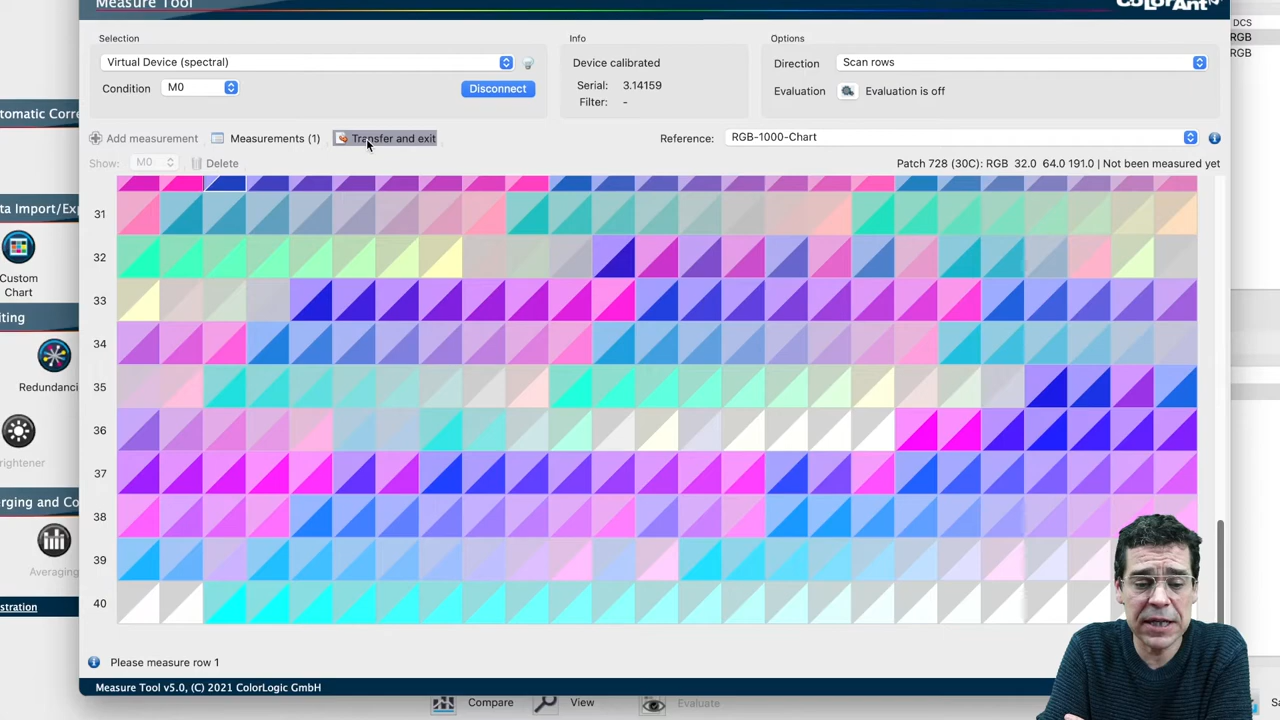 Measure Tool
ColorAnt
Selection
Info
Options
DCS
RGB
RGB
Virtual Device (spectral)
Device calibrated
Direction
Scan rows
Condition
M0
Disconnect
Serial:
3.14159
Filter:
-
Evaluation
Evaluation is off
tomatic Corre
Add measurement
Measurements (1)
Transfer and exit
Reference:
RGB-1000-Chart
Show:
M0
Delete
Patch 728 (30C): RGB 32.0 64.0 191.0 | Not been measured yet
ta Import/Exp
31
32
33
34
35
36
37
38
39
40
Custom
Chart
iting
Redundanci
rightener
erging and Co
Averaging
stration
Please measure row 1
Measure Tool v5.0, (C) 2021 ColorLogic GmbH
Compare
View
Evaluate
Sa